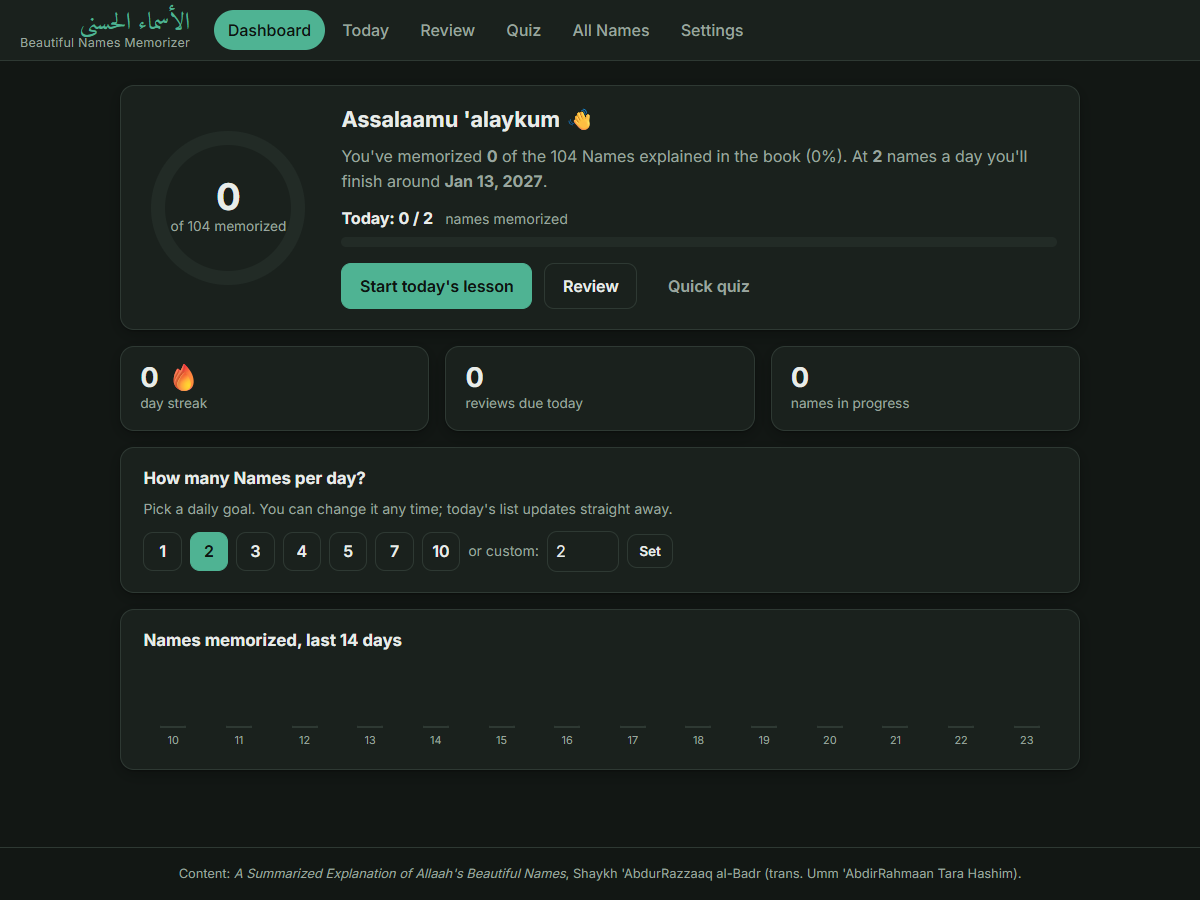 الأسماء الحسنى
Beautiful Names Memorizer
Dashboard
Today
Review
Quiz
All Names
Settings
Assalaamu 'alaykum 👋
You've memorized 0 of the 104 Names explained in the book (0%). At 2 names a day you'll
finish around Jan 13, 2027.
0
of 104 memorized
Today: 0 / 2 names memorized
Start today's lesson
Review
Quick quiz
0 🔥
day streak
0
reviews due today
0
names in progress
How many Names per day?
Pick a daily goal. You can change it any time; today's list updates straight away.
1 2 3 4 5 7 10 or custom: 2 Set
Names memorized, last 14 days
10 11 12 13 14 15 16 17 18 19 20 21 22 23
Content: A Summarized Explanation of Allaah's Beautiful Names, Shaykh 'AbdurRazzaaq al-Badr (trans. Umm 'AbdirRahmaan Tara Hashim).